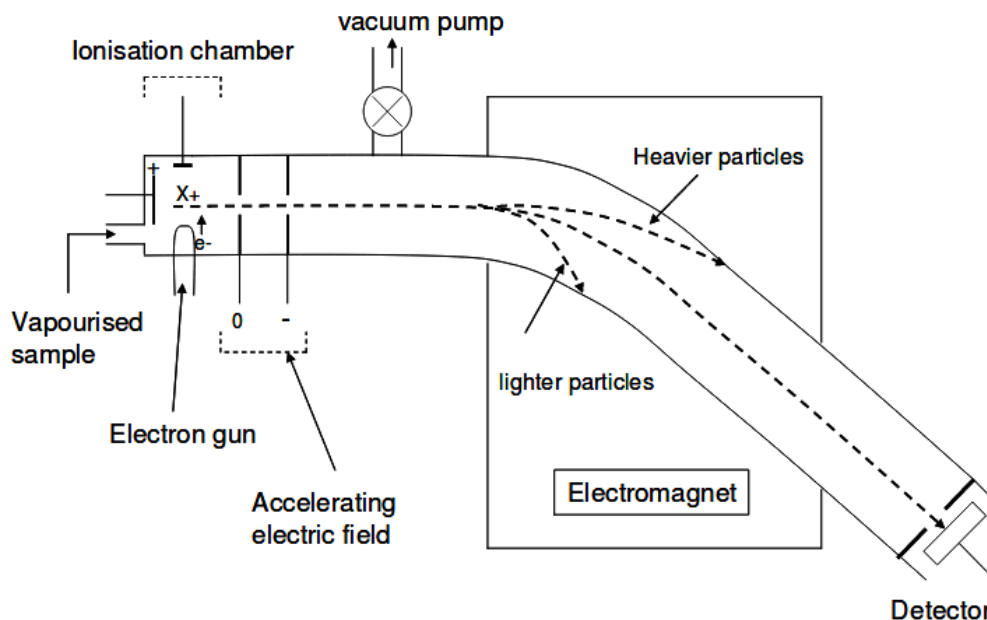 vacuum pump
Ionisation chamber
Heavier particles
+
X+
e-
Vapourised
sample
0 -
lighter particles
Electron gun
Electromagnet
Accelerating
electric field
Detector